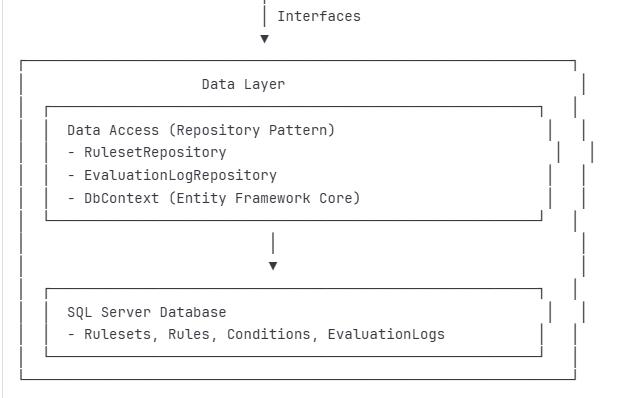 Interfaces
Data Layer
Data Access (Repository Pattern)
- RulesetRepository
- EvaluationLogRepository
- DbContext (Entity Framework Core)
SQL Server Database
- Rulesets, Rules, Conditions, EvaluationLogs